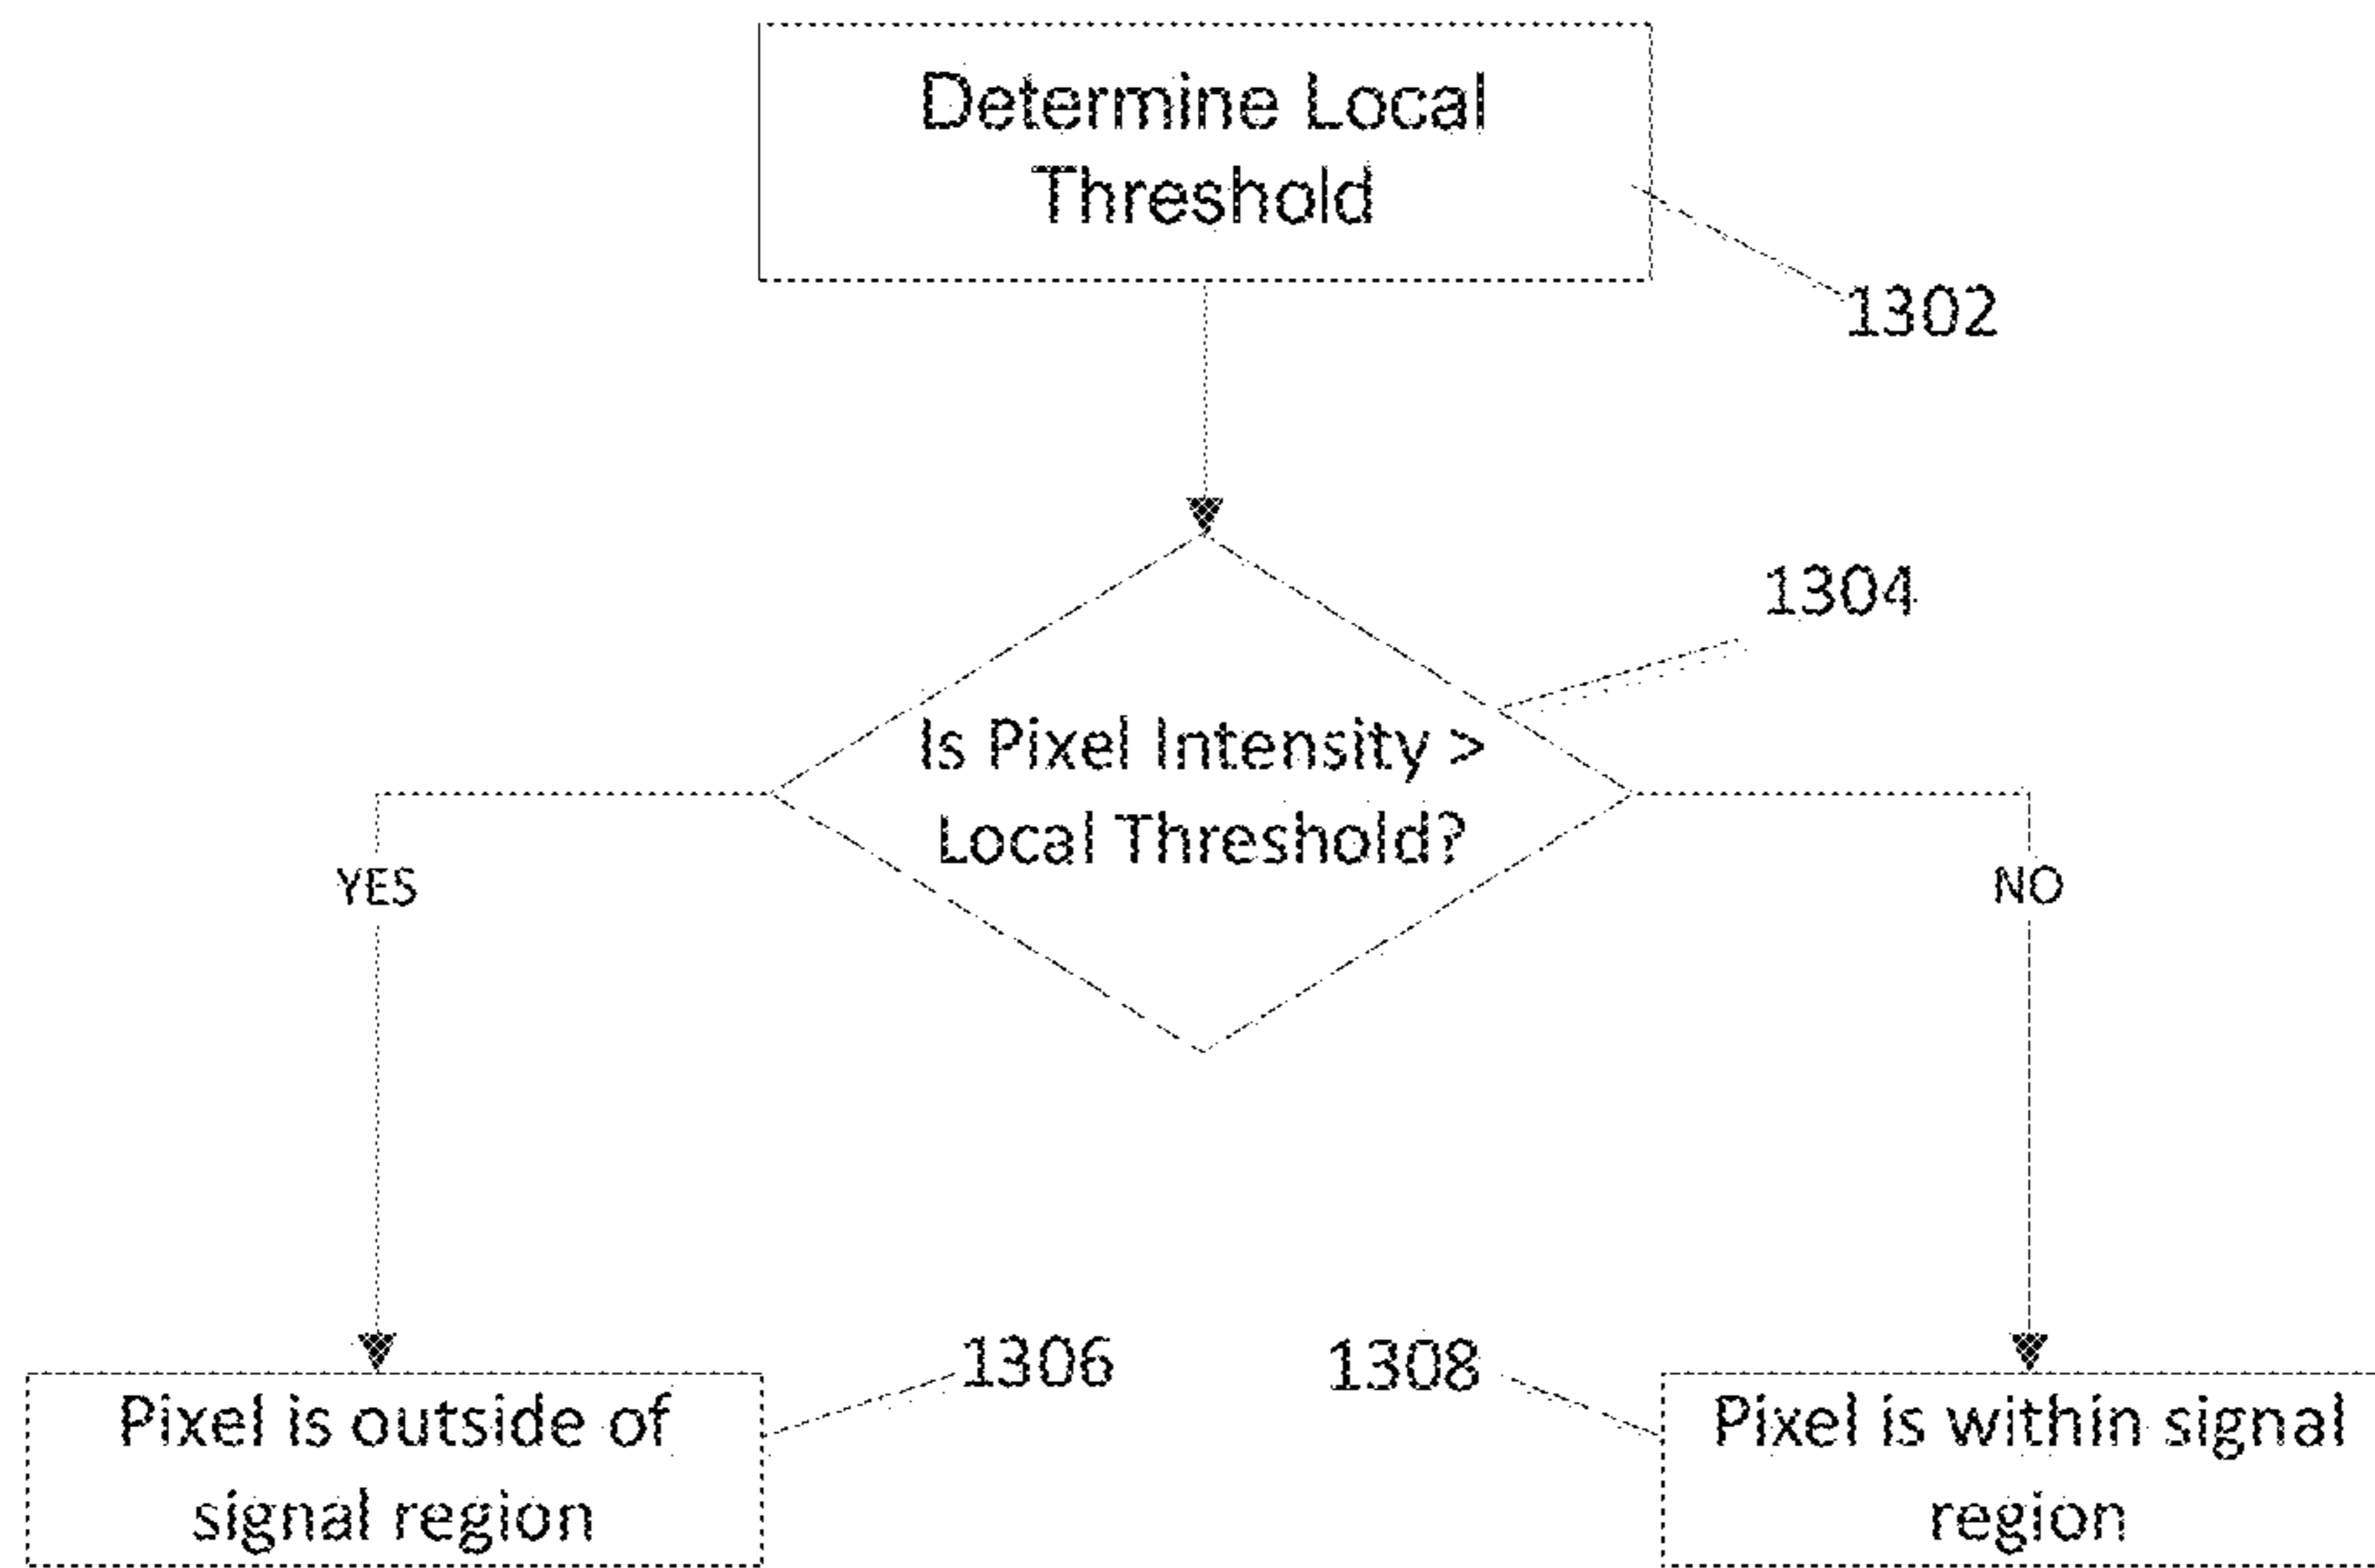 Determine Local
Threshold
1302
1304
Is Pixel Intensity >
Local Threshold?
YES
NO
1306
1308
Pixel is outside of
signal region
Pixel is within signal
region